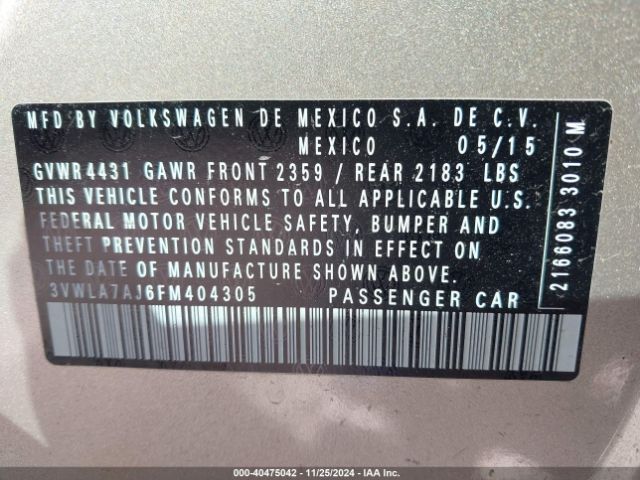 MFD BY VOLKSWAGEN DE MEXICO S.A. DE C.V.
MEXICO 05/15
GVWR 4431 GAWR FRONT 2359 / REAR 2183 LBS
THIS VEHICLE CONFORMS TO ALL APPLICABLE U.S.
FEDERAL MOTOR VEHICLE SAFETY, BUMPER AND
THEFT PREVENTION STANDARDS IN EFFECT ON
THE DATE OF MANUFACTURE SHOWN ABOVE.
3VWLA7AJ6FM404305 PASSENGER CAR
2166083 3010 M
000-40475042 - 11/25/2024 - IAA Inc.